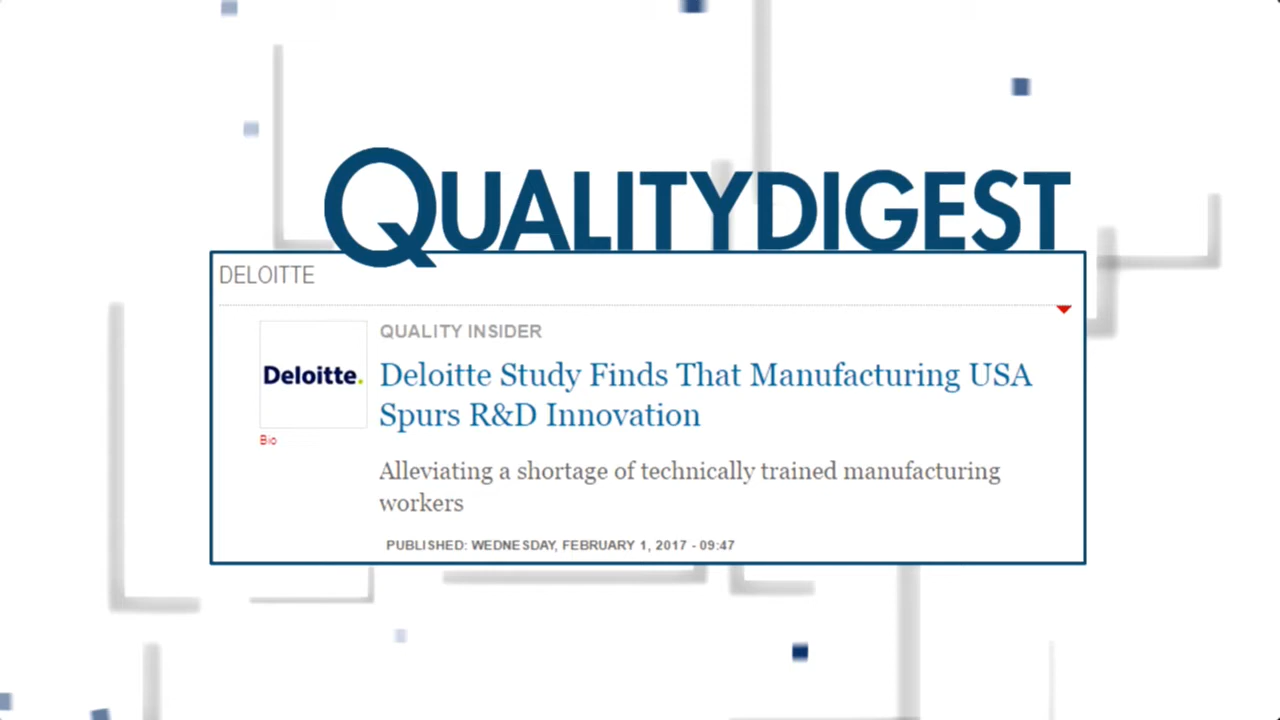 QUALITYDIGEST
DELOITTE
QUALITY INSIDER
Deloitte.
Deloitte Study Finds That Manufacturing USA
Spurs R&D Innovation
Bio
Alleviating a shortage of technically trained manufacturing
workers
PUBLISHED: WEDNESDAY, FEBRUARY 1, 2017 - 09:47